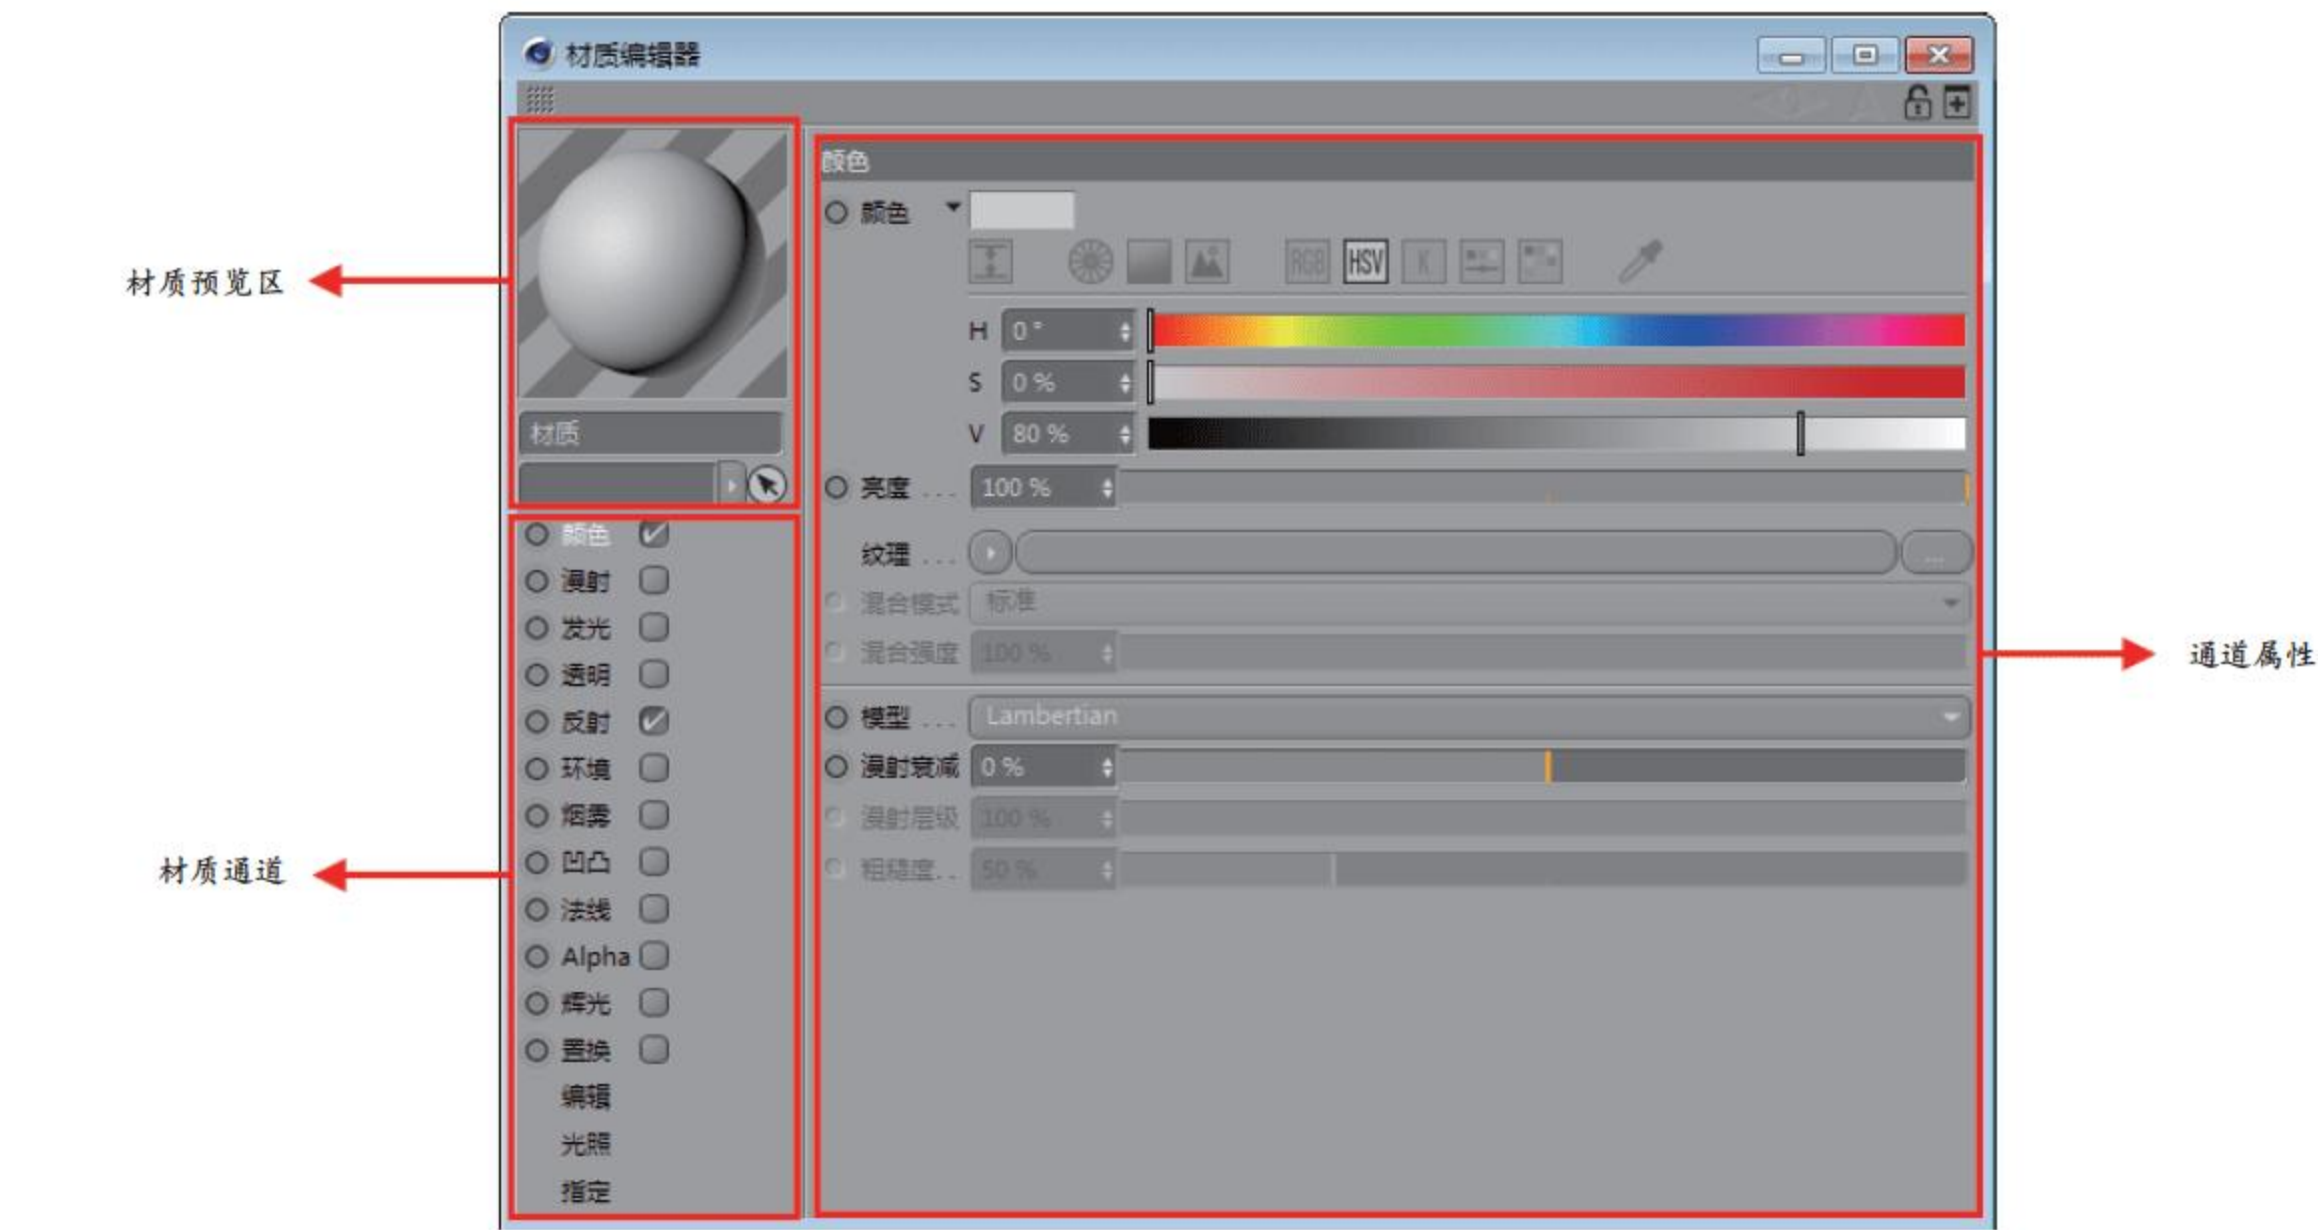 材质编辑器
材质预览区
材质
颜色
漫射
发光
透明
反射
环境
烟雾
凹凸
法线
Alpha
辉光
置换
编辑
光照
指定
材质通道
颜色
颜色
RGB HSV K
H 0 °
S 0 %
V 80 %
亮度 ... 100 %
纹理 ... ...
混合模式 标准
混合强度 100 %
模型 ... Lambertian
漫射衰减 0 %
漫射层级 100 %
粗糙度.. 50 %
通道属性